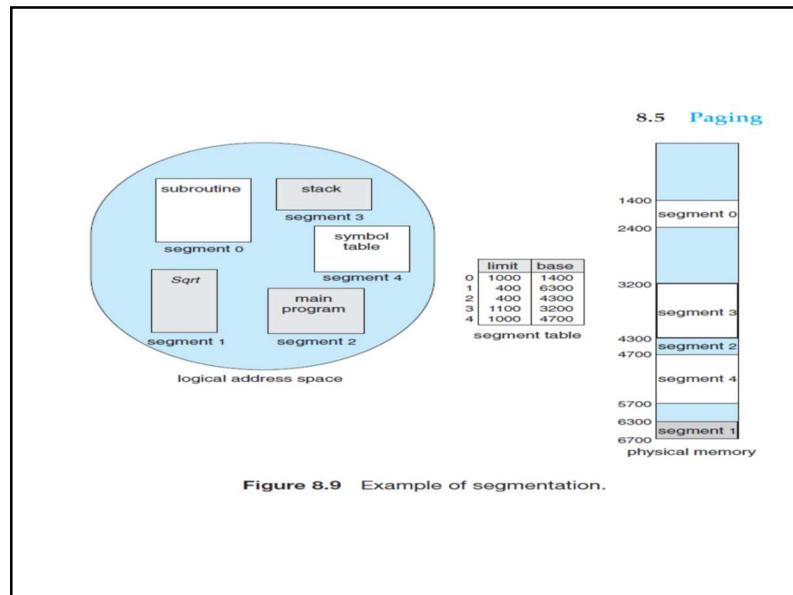 8.5 Paging
subroutine
segment 0
stack
segment 3
symbol
table
segment 4
Sqrt
segment 1
main
program
segment 2
logical address space
limit base
0 1000 1400
1 400 6300
2 400 4300
3 1100 3200
4 1000 4700
segment table
1400
segment 0
2400
3200
segment 3
4300
segment 2
4700
segment 4
5700
6300
segment 1
6700
physical memory
Figure 8.9 Example of segmentation.